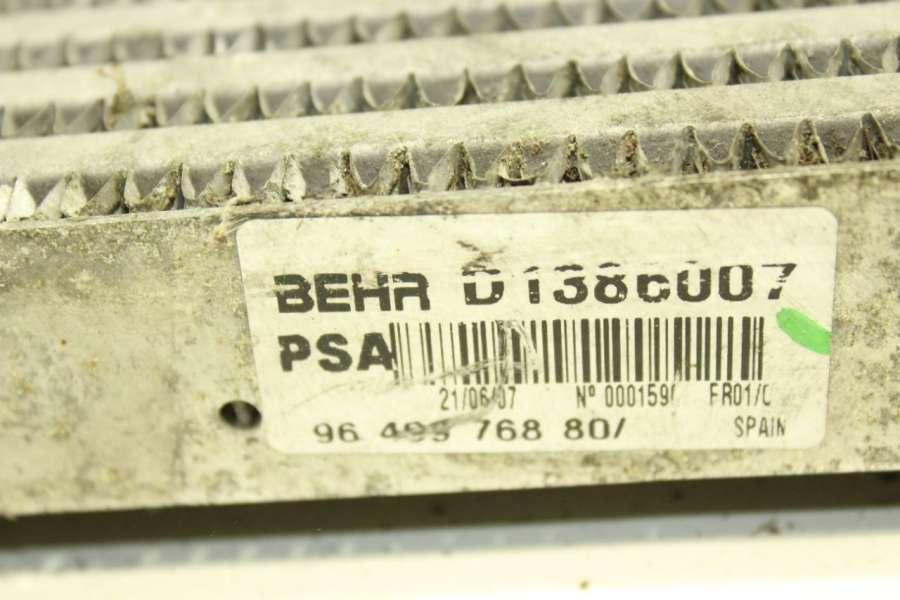 BEHR D1386007
PSA
21/06/07 Nº 000159 FR01/
96 495 768 80/
SPAIN